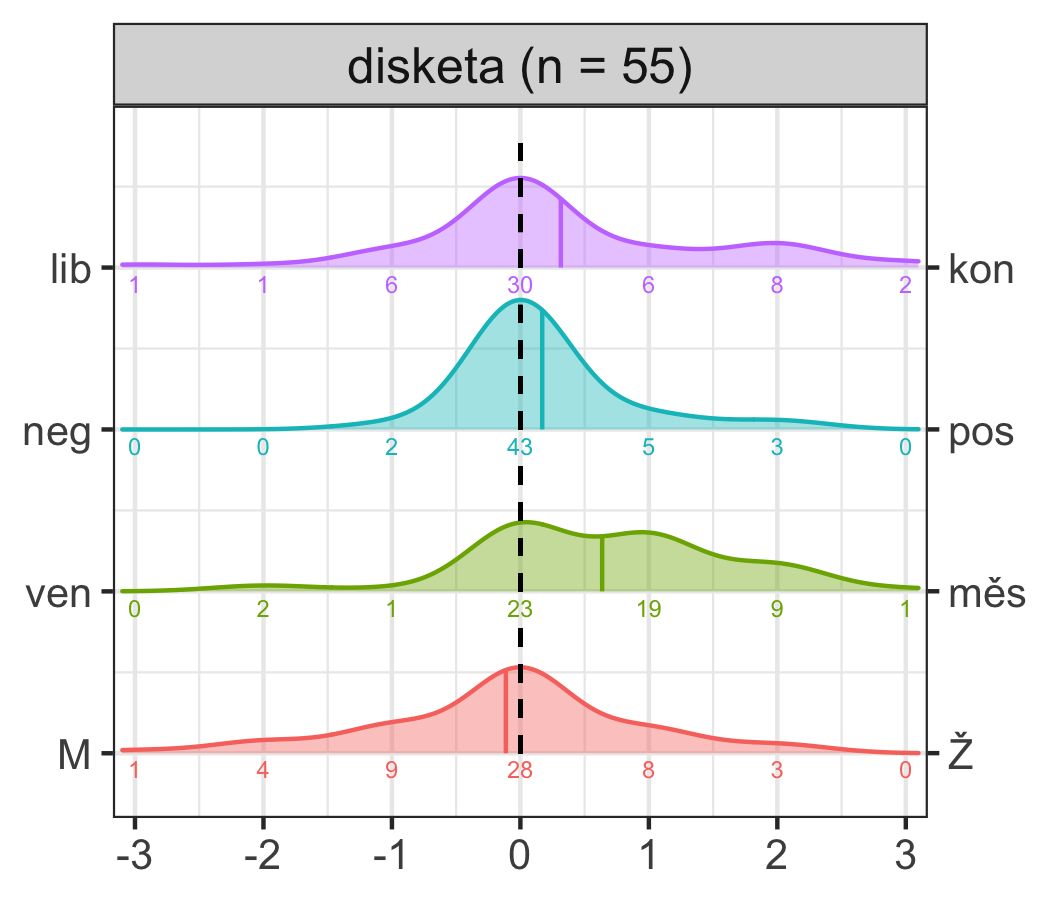 disketa (n = 55)
lib kon
1 1 6 30 6 8 2
neg pos
0 0 2 43 5 3 0
ven měs
0 2 1 23 19 9 1
M Ž
1 4 9 28 8 3 0
-3 -2 -1 0 1 2 3